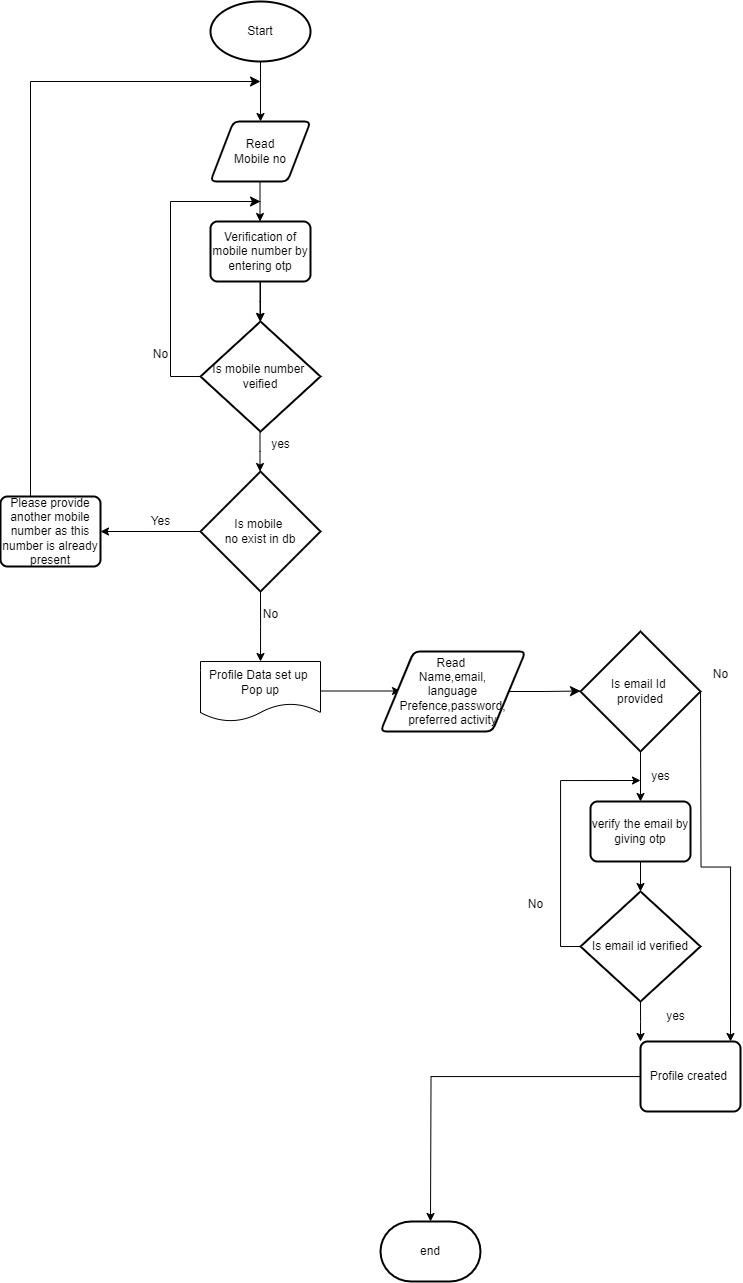 Start
Read
Mobile no
Verification of
mobile number by
entering otp
Is mobile number
veified
No
yes
Is mobile
no exist in db
Yes
Please provide
another mobile
number as this
number is already
present
No
Profile Data set up
Pop up
Read
Name,email,
language
Prefence,password,
preferred activity
Is email Id
provided
No
yes
verify the email by
giving otp
No
Is email id verified
yes
Profile created
end